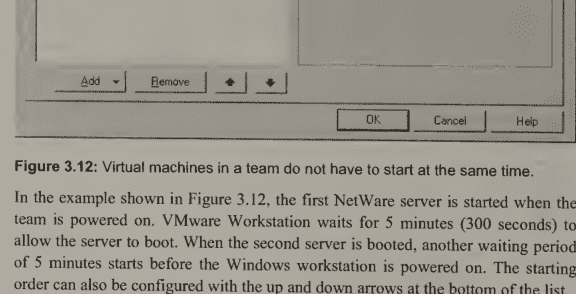 Add Remove
OK Cancel Help
Figure 3.12: Virtual machines in a team do not have to start at the same time.
In the example shown in Figure 3.12, the first NetWare server is started when the
team is powered on. VMware Workstation waits for 5 minutes (300 seconds) to
allow the server to boot. When the second server is booted, another waiting period
of 5 minutes starts before the Windows workstation is powered on. The starting
order can also be configured with the up and down arrows at the bottom of the list